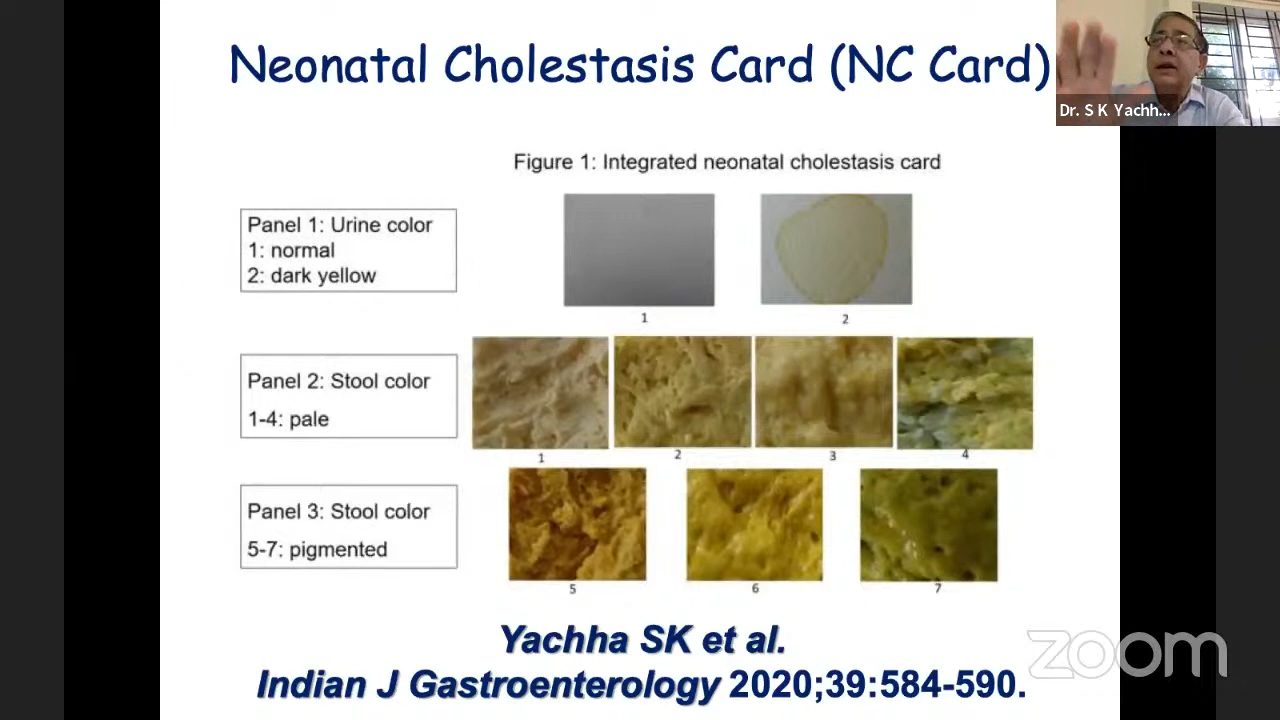 Neonatal Cholestasis Card (NC Card)
Dr. S K Yachh...
Figure 1: Integrated neonatal cholestasis card
Panel 1: Urine color
1: normal
2: dark yellow
1
2
Panel 2: Stool color
1-4: pale
1
2
3
4
Panel 3: Stool color
5-7: pigmented
5
6
7
Yachha SK et al.
Indian J Gastroenterology 2020;39:584-590.
zoom